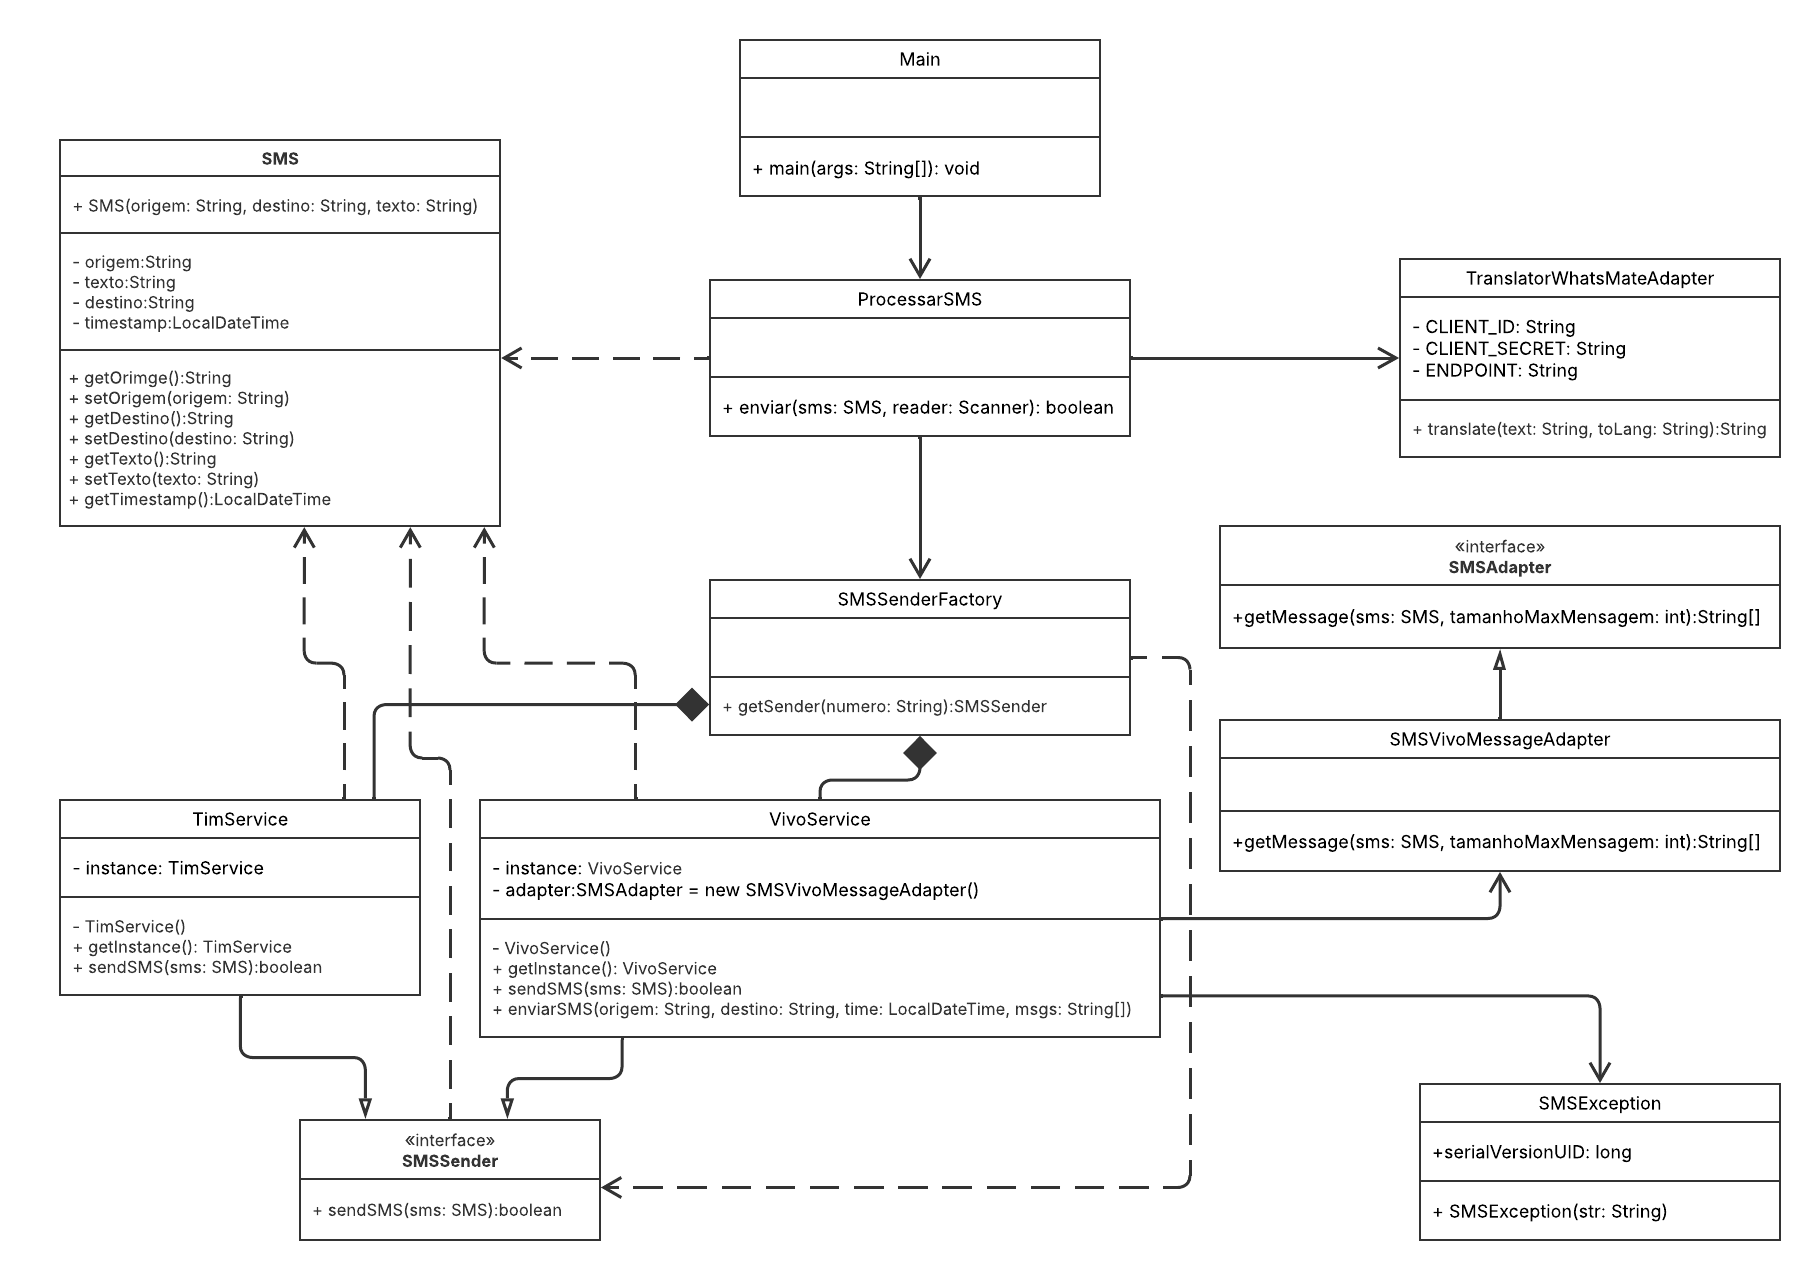 Main
+ main(args: String[]): void
SMS
+ SMS(origem: String, destino: String, texto: String)
- origem:String
- texto:String
- destino:String
- timestamp:LocalDateTime
+ getOrimge():String
+ setOrigem(origem: String)
+ getDestino():String
+ setDestino(destino: String)
+ getTexto():String
+ setTexto(texto: String)
+ getTimestamp():LocalDateTime
ProcessarSMS
+ enviar(sms: SMS, reader: Scanner): boolean
TranslatorWhatsMateAdapter
- CLIENT_ID: String
- CLIENT_SECRET: String
- ENDPOINT: String
+ translate(text: String, toLang: String):String
SMSSenderFactory
+ getSender(numero: String):SMSSender
«interface»
SMSAdapter
+getMessage(sms: SMS, tamanhoMaxMensagem: int):String[]
SMSVivoMessageAdapter
+getMessage(sms: SMS, tamanhoMaxMensagem: int):String[]
TimService
- instance: TimService
- TimService()
+ getInstance(): TimService
+ sendSMS(sms: SMS):boolean
VivoService
- instance: VivoService
- adapter:SMSAdapter = new SMSVivoMessageAdapter()
- VivoService()
+ getInstance(): VivoService
+ sendSMS(sms: SMS):boolean
+ enviarSMS(origem: String, destino: String, time: LocalDateTime, msgs: String[])
«interface»
SMSSender
+ sendSMS(sms: SMS):boolean
SMSException
+serialVersionUID: long
+ SMSException(str: String)